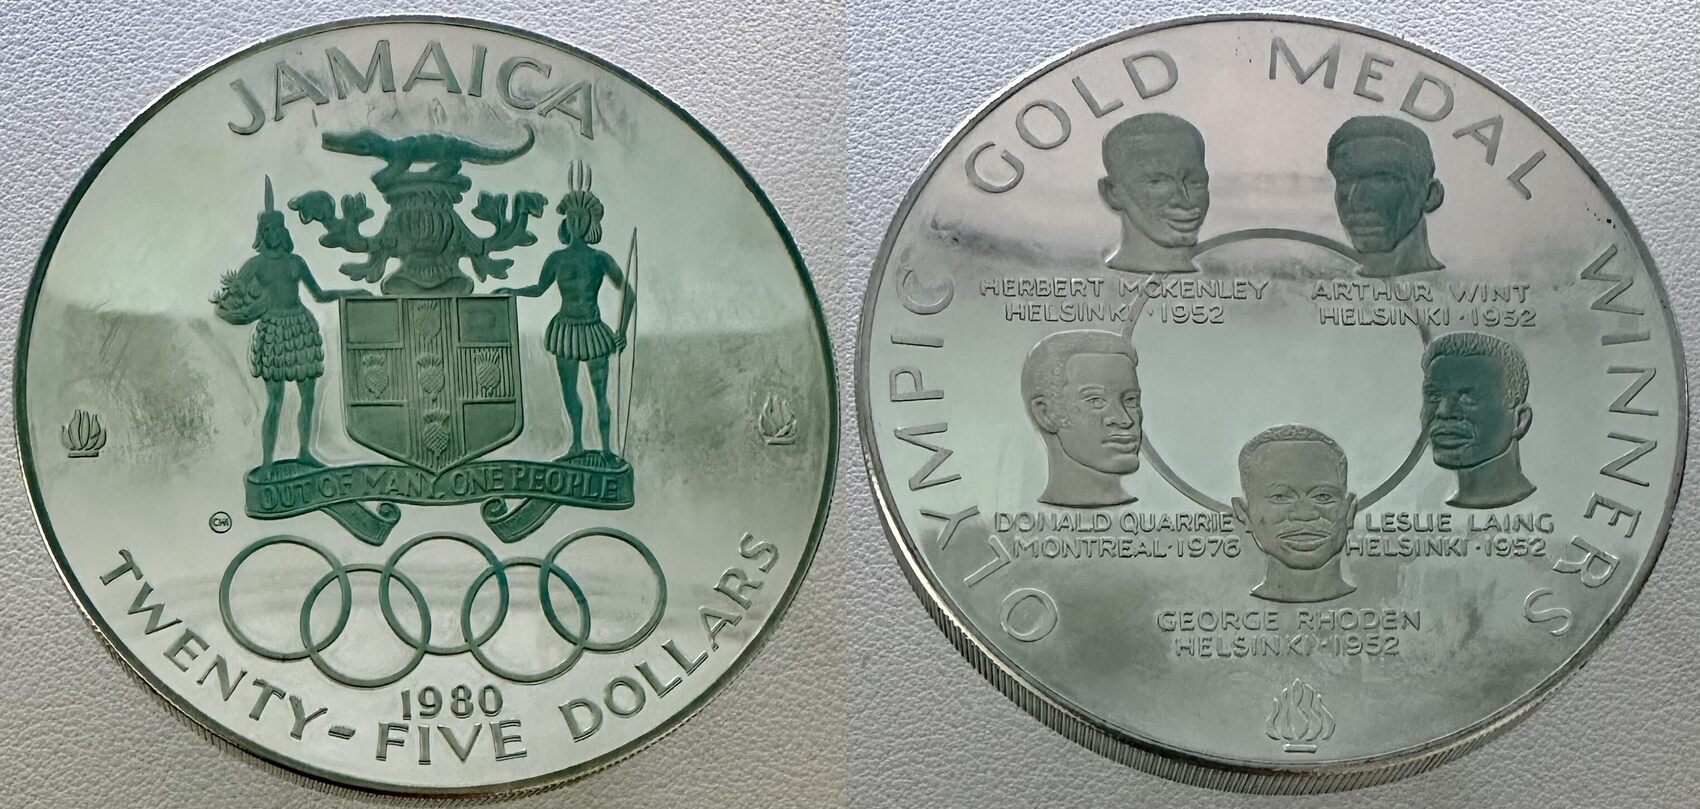 JAMAICA
OUT OF MANY, ONE PEOPLE
CHI
1980
TWENTY-FIVE DOLLARS
OLYMPIC GOLD MEDAL WINNERS
HERBERT MCKENLEY
HELSINKI·1952
ARTHUR WINT
HELSINKI·1952
DONALD QUARRIE
MONTREAL·1976
LESLIE LAING
HELSINKI·1952
GEORGE RHODEN
HELSINKI·1952